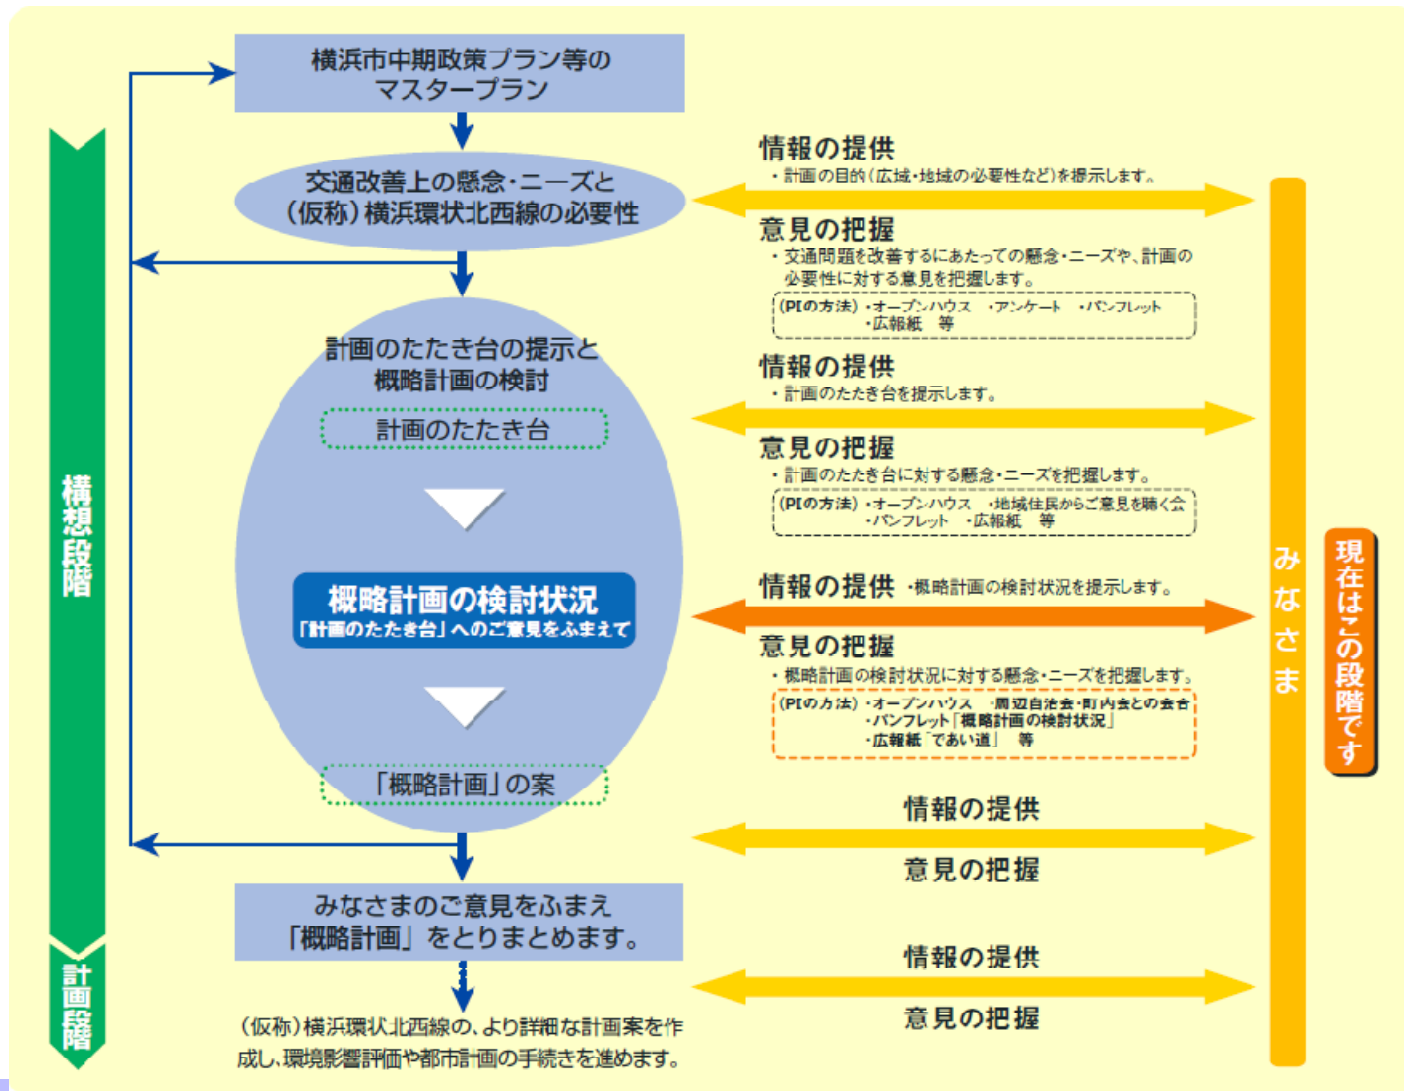 横浜市中期政策プラン等の
マスタープラン
交通改善上の懸念・ニーズと
（仮称）横浜環状北西線の必要性
計画のたたき台の提示と
概略計画の検討
計画のたたき台
概略計画の検討状況
「計画のたたき台」へのご意見をふまえて
「概略計画」の案
みなさまのご意見をふまえ
「概略計画」をとりまとめます。
（仮称）横浜環状北西線の、より詳細な計画案を作
成し、環境影響評価や都市計画の手続きを進めます。
構想段階
計画段階
情報の提供
・計画の目的（広域・地域の必要性など）を提示します。
意見の把握
・交通問題を改善するにあたっての懸念・ニーズや、計画の
必要性に対する意見を把握します。
（PIの方法）・オープンハウス　・アンケート　・パンフレット
・広報紙　等
情報の提供
・計画のたたき台を提示します。
意見の把握
・計画のたたき台に対する懸念・ニーズを把握します。
（PIの方法）・オープンハウス　・地域住民からご意見を聴く会
・パンフレット　・広報紙　等
情報の提供　・概略計画の検討状況を提示します。
意見の把握
・概略計画の検討状況に対する懸念・ニーズを把握します。
（PIの方法）・オープンハウス　・周辺自治会・町内会との会合
・パンフレット「概略計画の検討状況」
・広報紙「であい道」　等
情報の提供
意見の把握
情報の提供
意見の把握
みなさま
現在はこの段階です